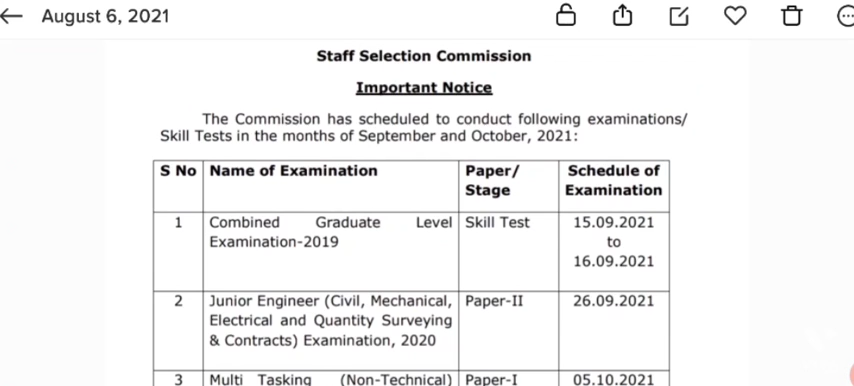 August 6, 2021
Staff Selection Commission
Important Notice
The Commission has scheduled to conduct following examinations/
Skill Tests in the months of September and October, 2021:
S No Name of Examination Paper/ Schedule of
Stage Examination
1 Combined Graduate Level Skill Test 15.09.2021
Examination-2019 to
16.09.2021
2 Junior Engineer (Civil, Mechanical, Paper-II 26.09.2021
Electrical and Quantity Surveying
& Contracts) Examination, 2020
3 Multi Tasking (Non-Technical) Paper-I 05.10.2021